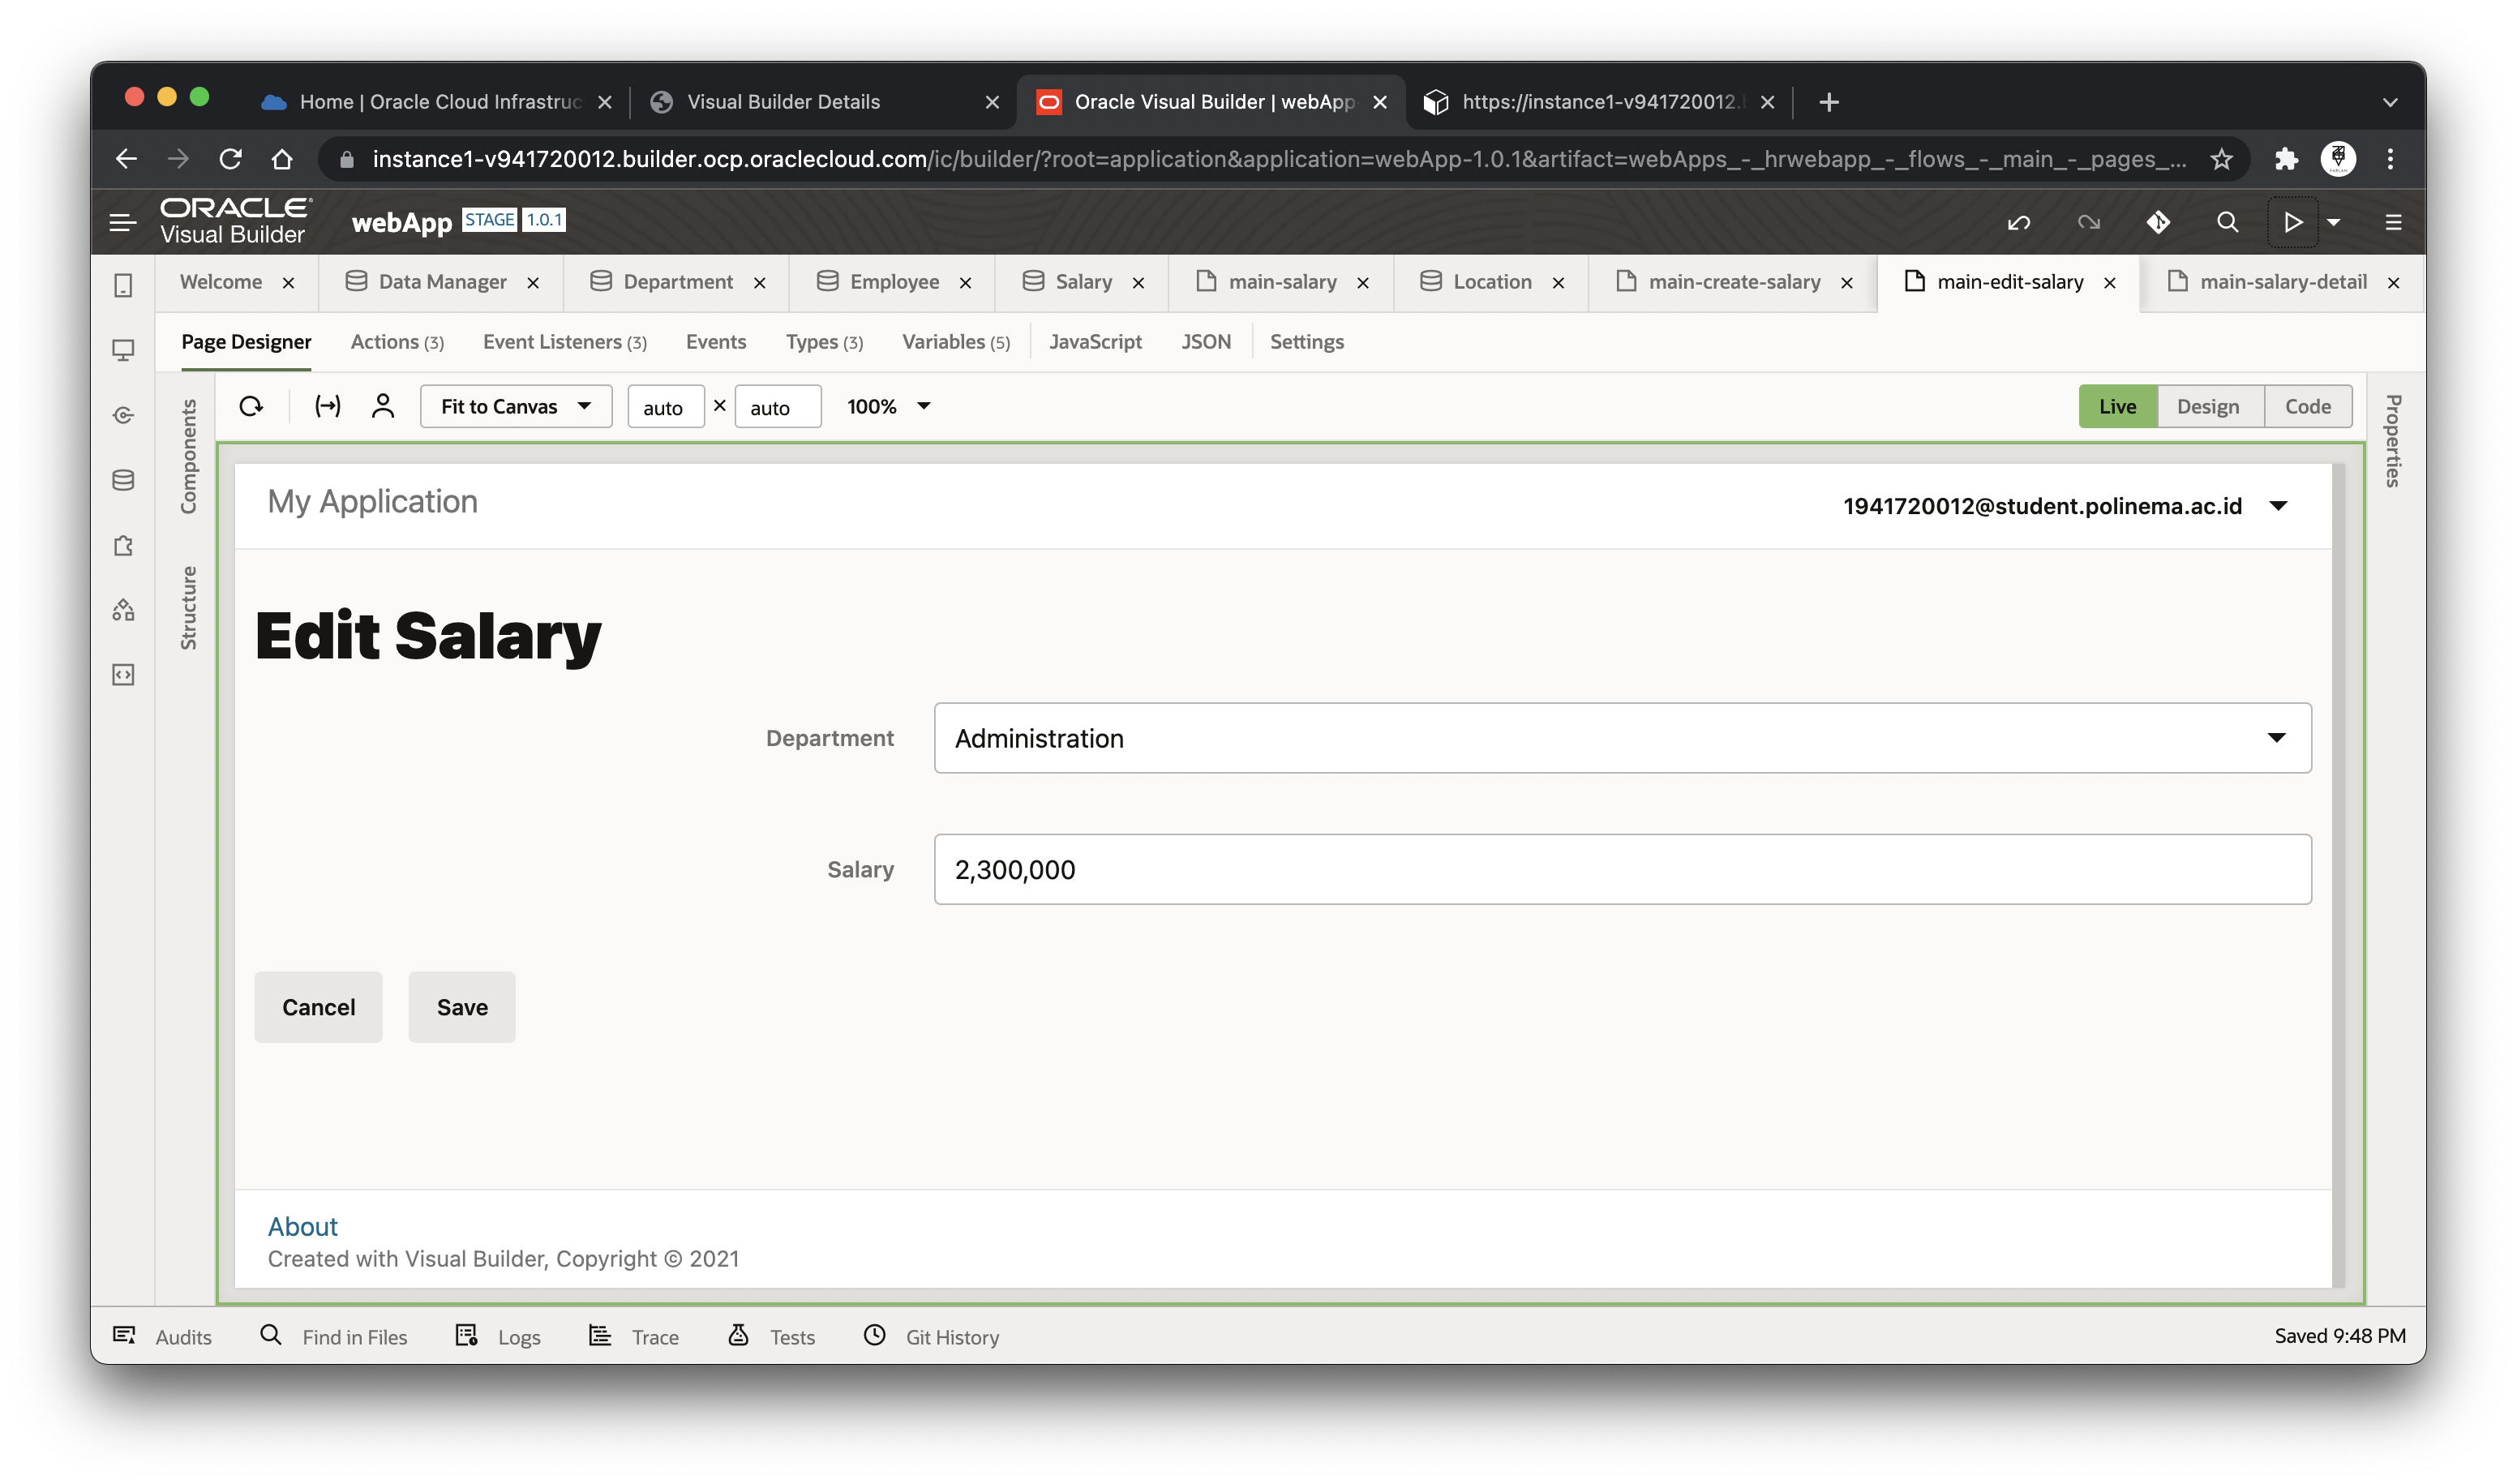 Home | Oracle Cloud Infrastruc
Visual Builder Details
Oracle Visual Builder | webApp-
https://instance1-v941720012.b
instance1-v941720012.builder.ocp.oraclecloud.com/ic/builder/?root=application&application=webApp-1.0.1&artifact=webApps_-_hrwebapp_-_flows_-_main_-_pages_...
ORACLE
Visual Builder
webApp STAGE 1.0.1
Welcome
Data Manager
Department
Employee
Salary
main-salary
Location
main-create-salary
main-edit-salary
main-salary-detail
Page Designer
Actions (3)
Event Listeners (3)
Events
Types (3)
Variables (5)
JavaScript
JSON
Settings
Components
Structure
Fit to Canvas
auto × auto
100%
Live
Design
Code
Properties
My Application
1941720012@student.polinema.ac.id
Edit Salary
Department
Administration
Salary
2,300,000
Cancel
Save
About
Created with Visual Builder, Copyright © 2021
Audits
Find in Files
Logs
Trace
Tests
Git History
Saved 9:48 PM